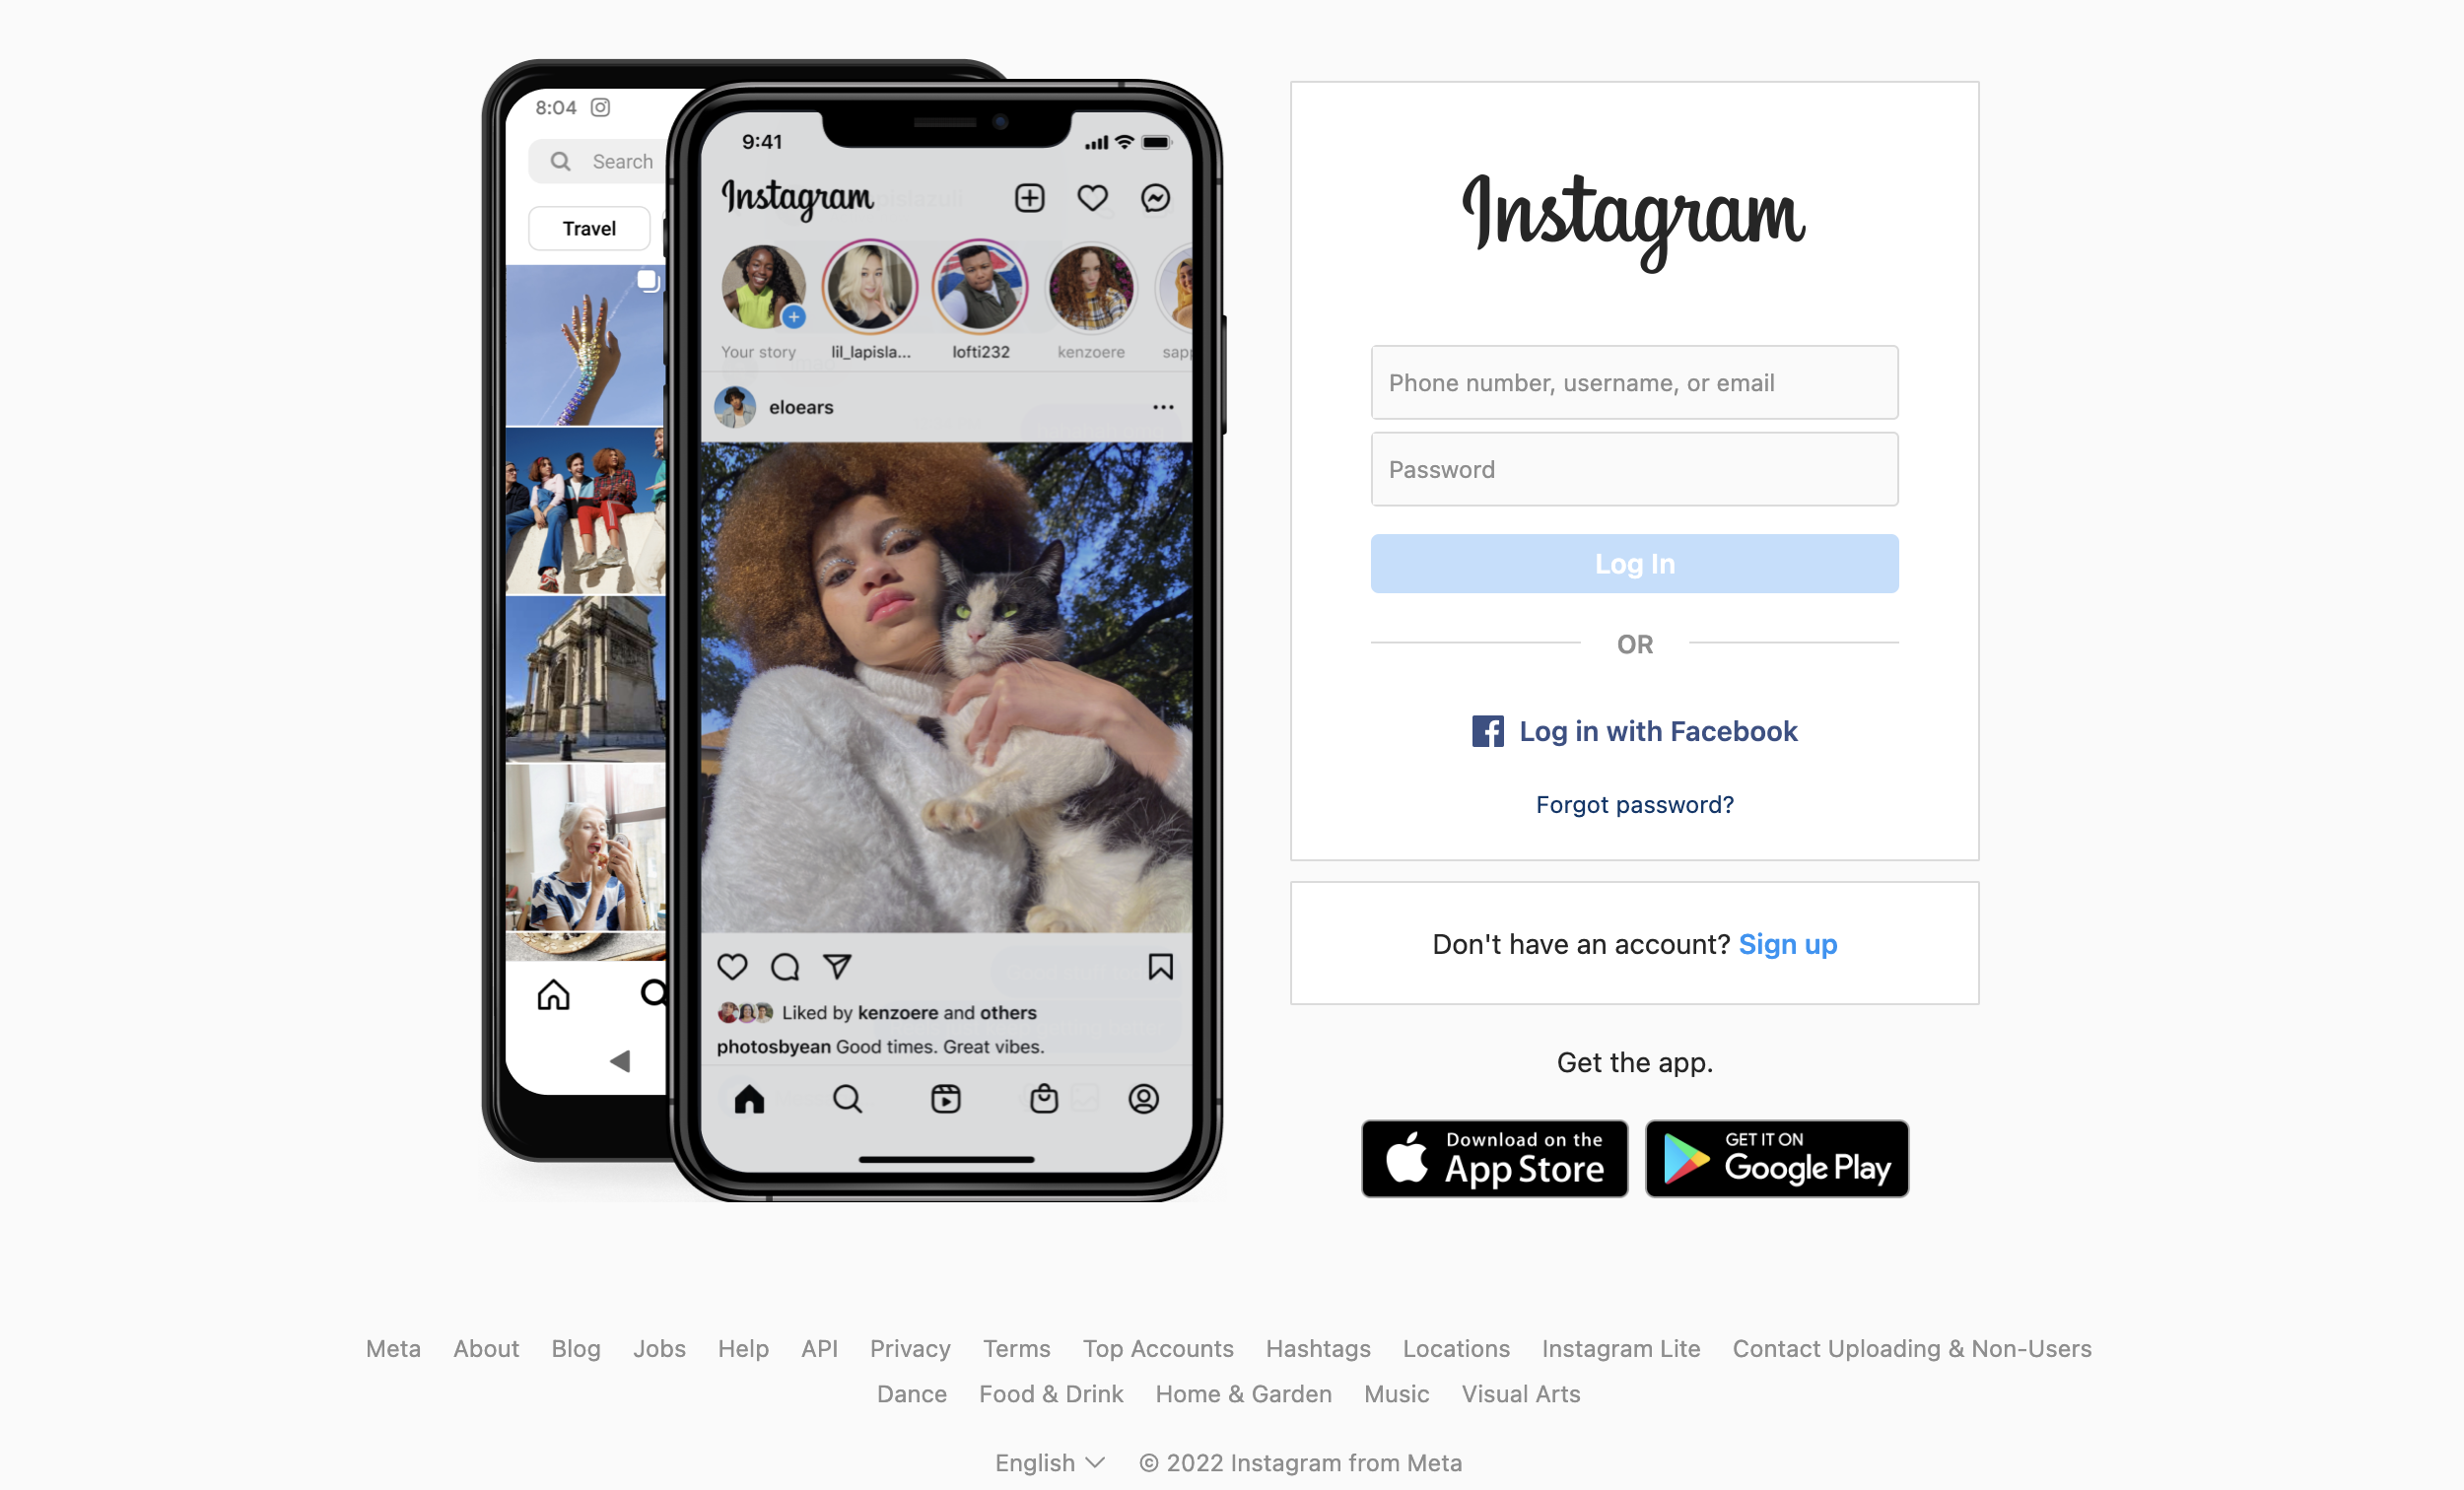 8:04
Search
Travel
9:41
Instagram
Your story
lil_lapisla...
lofti232
kenzoere
eloears
Liked by kenzoere and others
photosbyean Good times. Great vibes.
Instagram
Phone number, username, or email
Password
Log In
OR
Log in with Facebook
Forgot password?
Don't have an account? Sign up
Get the app.
Download on the
App Store
GET IT ON
Google Play
Meta About Blog Jobs Help API Privacy Terms Top Accounts Hashtags Locations Instagram Lite Contact Uploading & Non-Users
Dance Food & Drink Home & Garden Music Visual Arts
English © 2022 Instagram from Meta